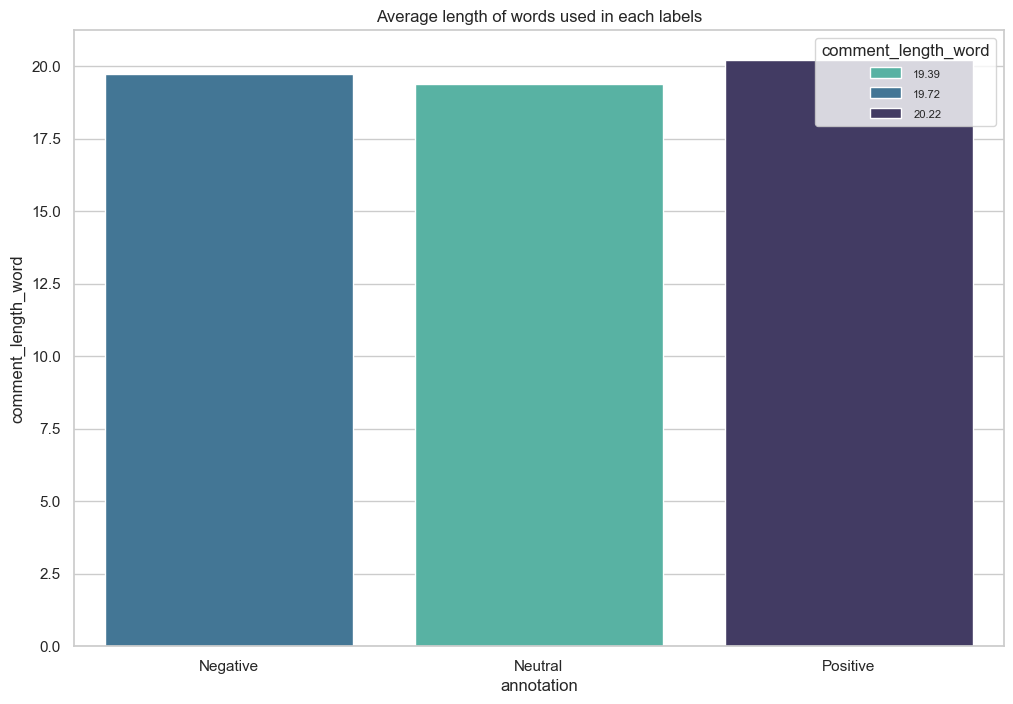 Average length of words used in each labels
comment_length_word
19.39
19.72
20.22
20.0
17.5
15.0
12.5
10.0
7.5
5.0
2.5
0.0
comment_length_word
Negative
Neutral
Positive
annotation